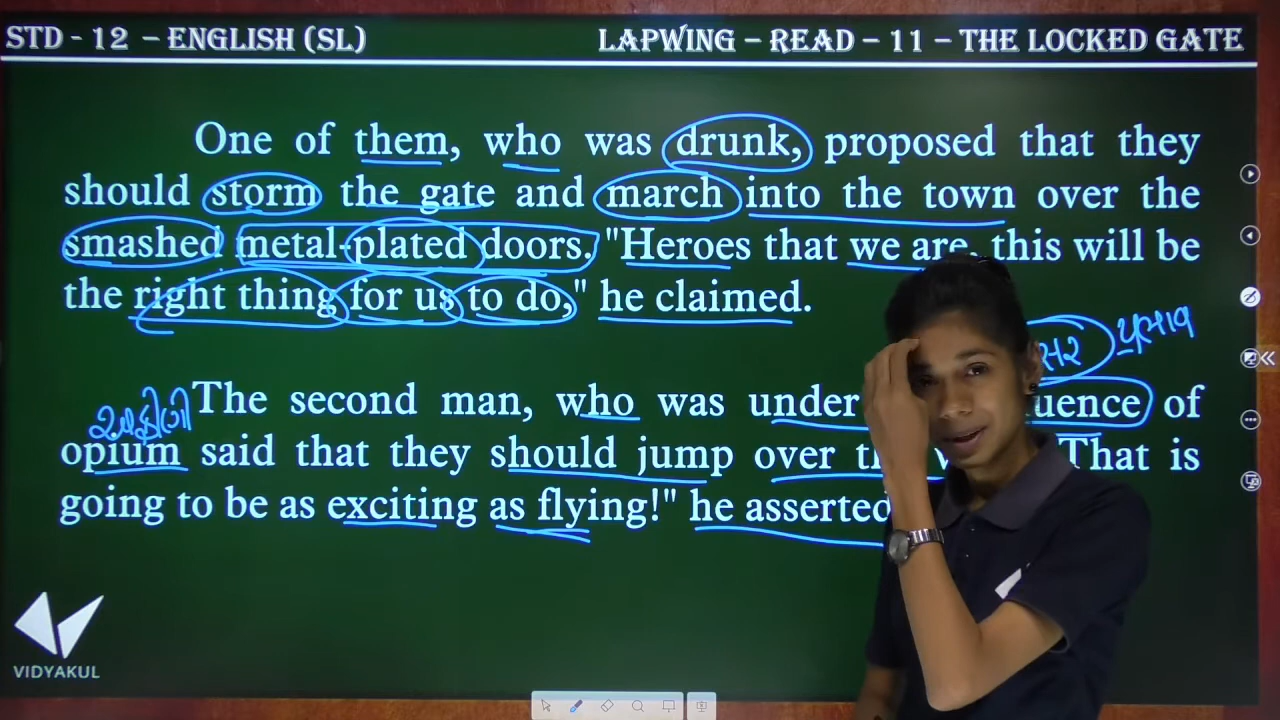 STD - 12 – ENGLISH (SL) LAPWING – READ – 11 – THE LOCKED GATE
One of them, who was drunk, proposed that they
should storm the gate and march into the town over the
smashed metal-plated doors. "Heroes that we are, this will be
the right thing for us to do," he claimed.
The second man, who was under uence of
opium said that they should jump over That is
going to be as exciting as flying!" he asserted
VIDYAKUL